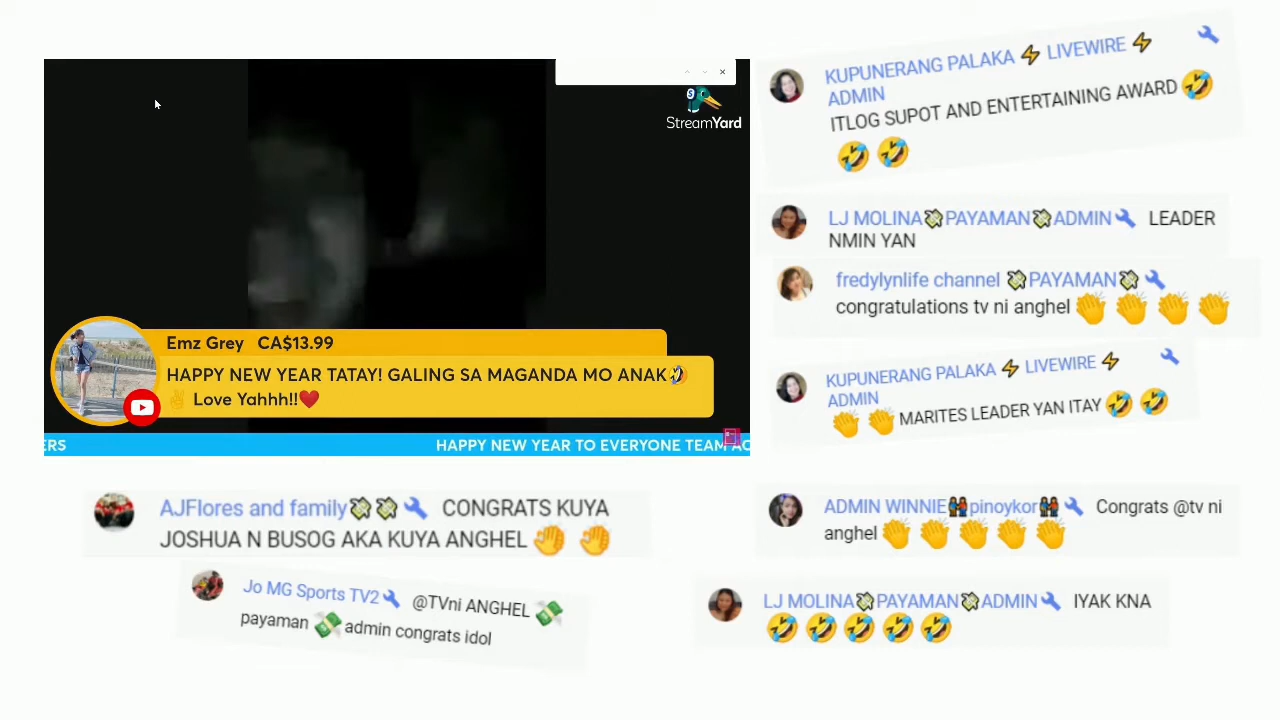 StreamYard
Emz Grey CA$13.99
HAPPY NEW YEAR TATAY! GALING SA MAGANDA MO ANAK🤣
✌ Love Yahhh!!❤️
ERS HAPPY NEW YEAR TO EVERYONE TEAM AC
KUPUNERANG PALAKA ⚡ LIVEWIRE ⚡
ADMIN
ITLOG SUPOT AND ENTERTAINING AWARD 🤣
🤣 🤣
LJ MOLINA💸PAYAMAN💸ADMIN🔧 LEADER
NMIN YAN
fredylynlife channel 💸PAYAMAN💸 🔧
congratulations tv ni anghel 👏 👏 👏 👏
KUPUNERANG PALAKA ⚡ LIVEWIRE ⚡
ADMIN
👏 👏 MARITES LEADER YAN ITAY 🤣 🤣
AJFlores and family💸💸 🔧 CONGRATS KUYA
JOSHUA N BUSOG AKA KUYA ANGHEL 👏 👏
ADMIN WINNIE👭pinoykor👭 🔧 Congrats @tv ni
anghel 👏 👏 👏 👏 👏
Jo MG Sports TV2🔧 @TVni ANGHEL 💸
payaman 💸 admin congrats idol
LJ MOLINA💸PAYAMAN💸ADMIN🔧 IYAK KNA
🤣 🤣 🤣 🤣 🤣